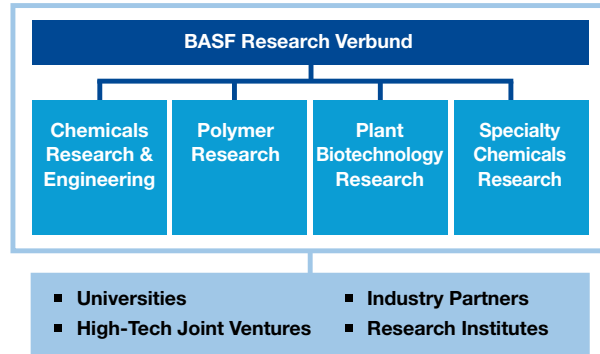 BASF Research Verbund
Chemicals
Research &
Engineering
Polymer
Research
Plant
Biotechnology
Research
Specialty
Chemicals
Research
■ Universities
■ High-Tech Joint Ventures
■ Industry Partners
■ Research Institutes